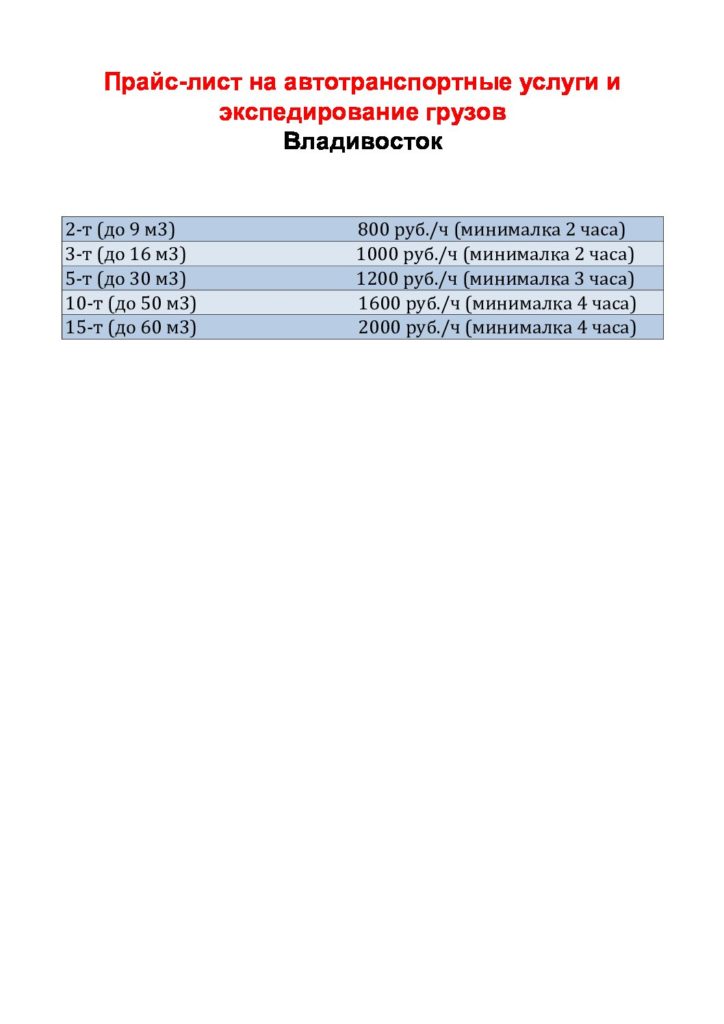 Прайс-лист на автотранспортные услуги и
экспедирование грузов
Владивосток
2-т (до 9 м3) 800 руб./ч (минималка 2 часа)
3-т (до 16 м3) 1000 руб./ч (минималка 2 часа)
5-т (до 30 м3) 1200 руб./ч (минималка 3 часа)
10-т (до 50 м3) 1600 руб./ч (минималка 4 часа)
15-т (до 60 м3) 2000 руб./ч (минималка 4 часа)